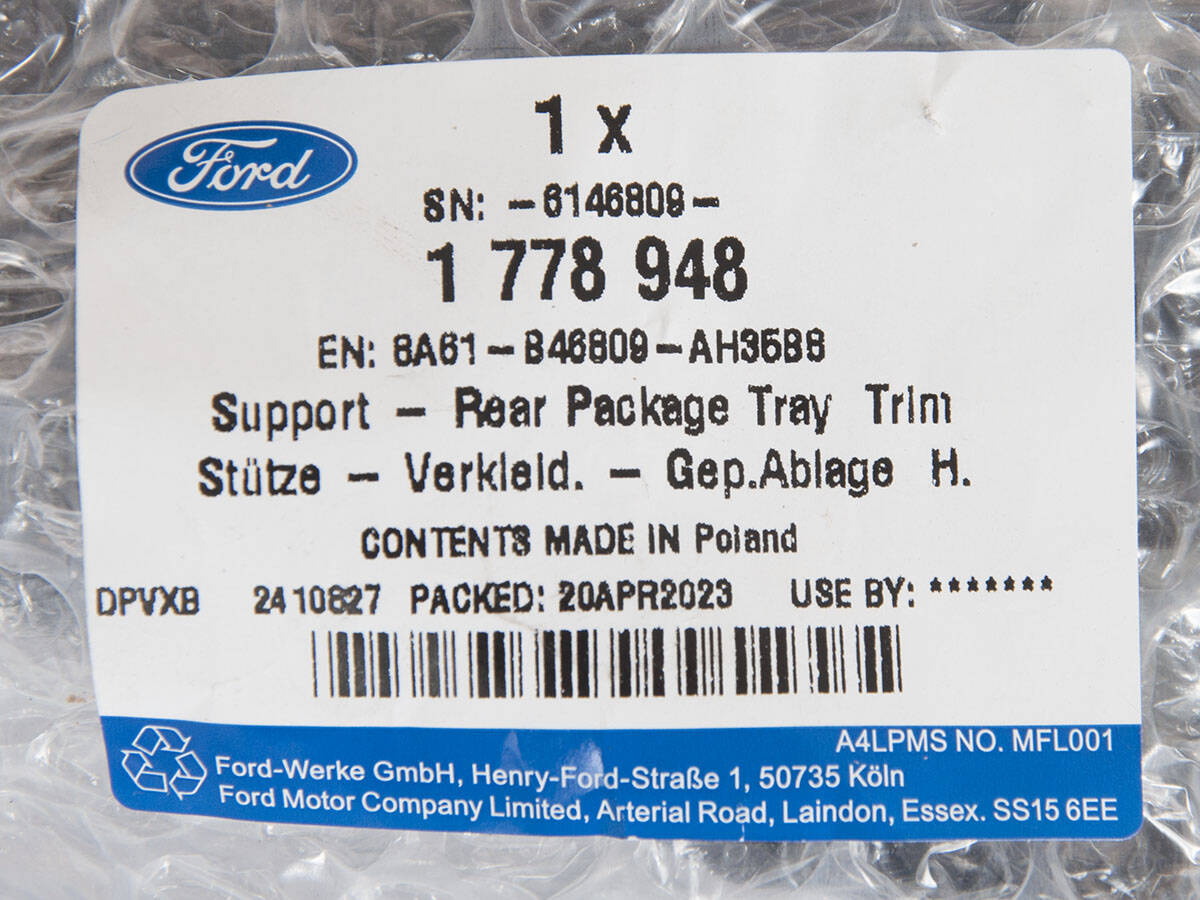 Ford
1 x
SN: -6146809-
1 778 948
EN: 8A61-B46809-AH35B8
Support - Rear Package Tray Trim
Stütze - Verkleid. - Gep.Ablage H.
CONTENTS MADE IN Poland
DPVXB 2410827 PACKED: 20APR2023 USE BY: *******
A4LPMS NO. MFL001
Ford-Werke GmbH, Henry-Ford-Straße 1, 50735 Köln
Ford Motor Company Limited, Arterial Road, Laindon, Essex. SS15 6EE